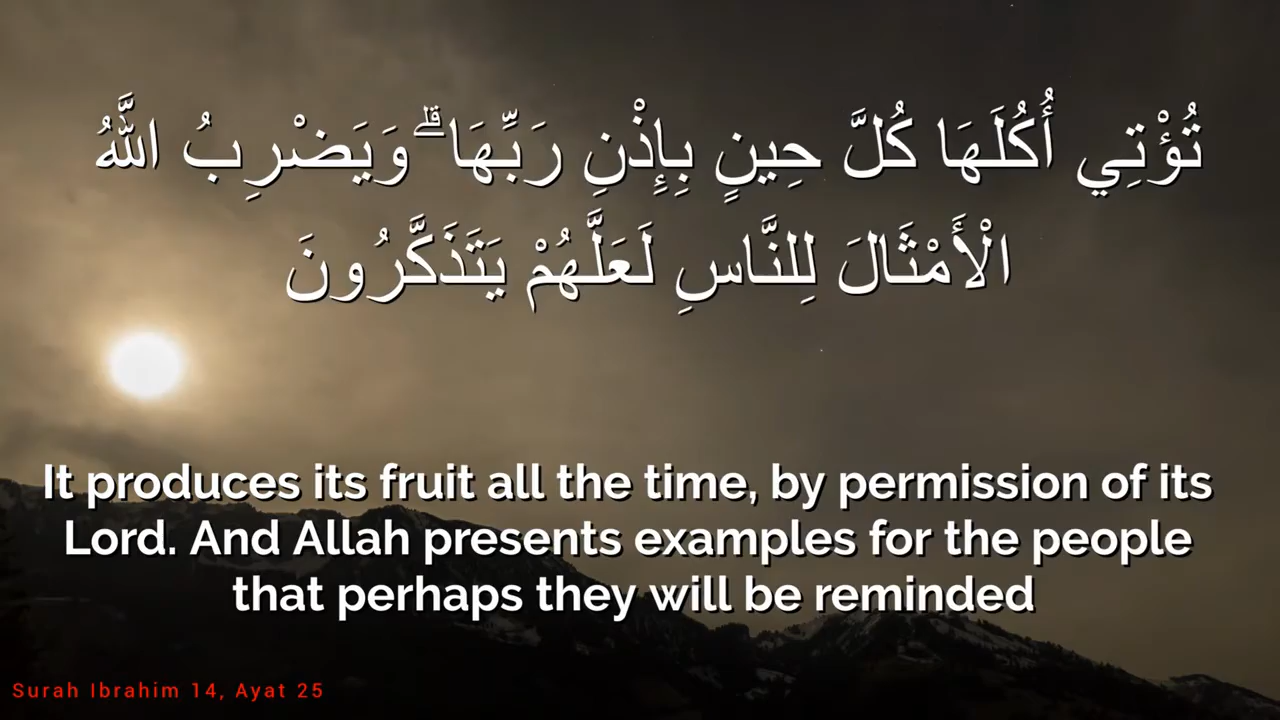 تُؤْتِي أُكُلَهَا كُلَّ حِينٍ بِإِذْنِ رَبِّهَا ۗ وَيَضْرِبُ اللَّهُ
الْأَمْثَالَ لِلنَّاسِ لَعَلَّهُمْ يَتَذَكَّرُونَ
It produces its fruit all the time, by permission of its
Lord. And Allah presents examples for the people
that perhaps they will be reminded
Surah Ibrahim 14, Ayat 25